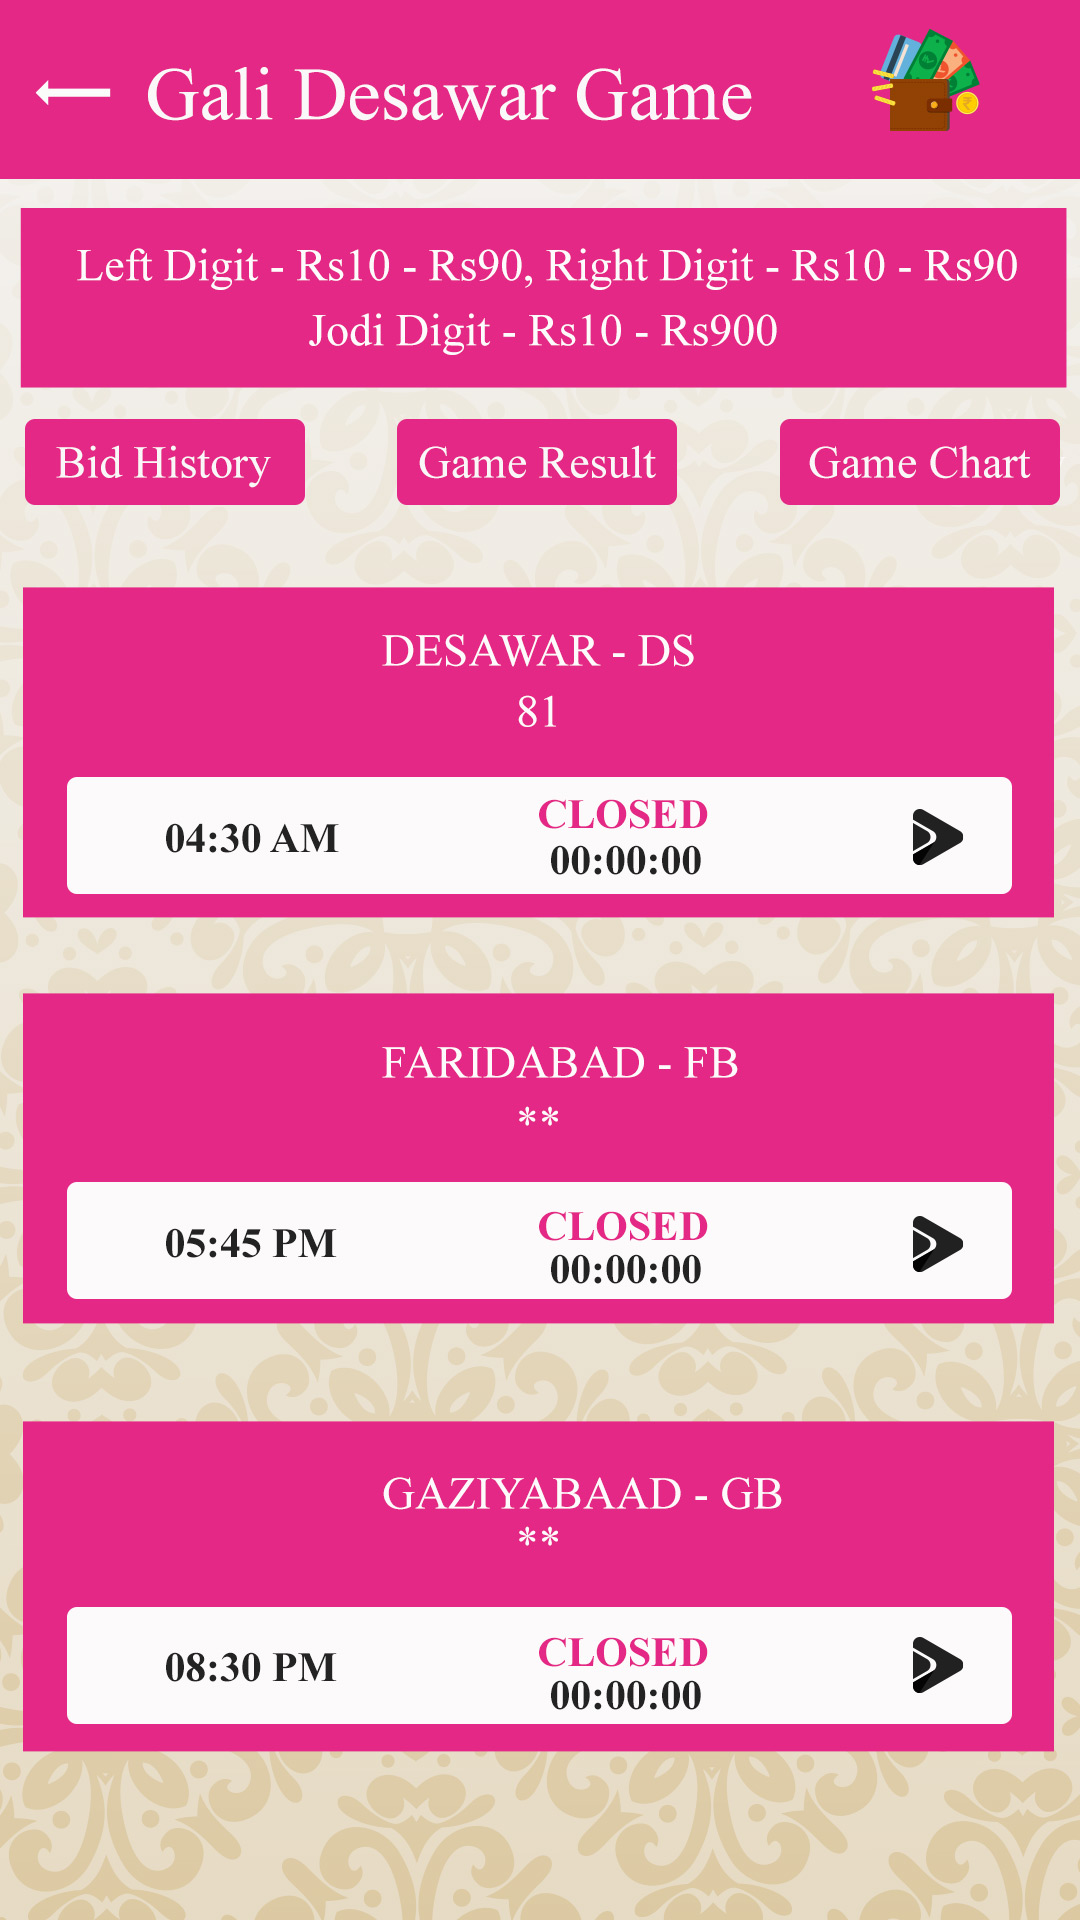 Gali Desawar Game
Left Digit - Rs10 - Rs90, Right Digit - Rs10 - Rs90
Jodi Digit - Rs10 - Rs900
Bid History
Game Result
Game Chart
DESAWAR - DS
81
04:30 AM
CLOSED
00:00:00
FARIDABAD - FB
**
05:45 PM
CLOSED
00:00:00
GAZIYABAAD - GB
**
08:30 PM
CLOSED
00:00:00